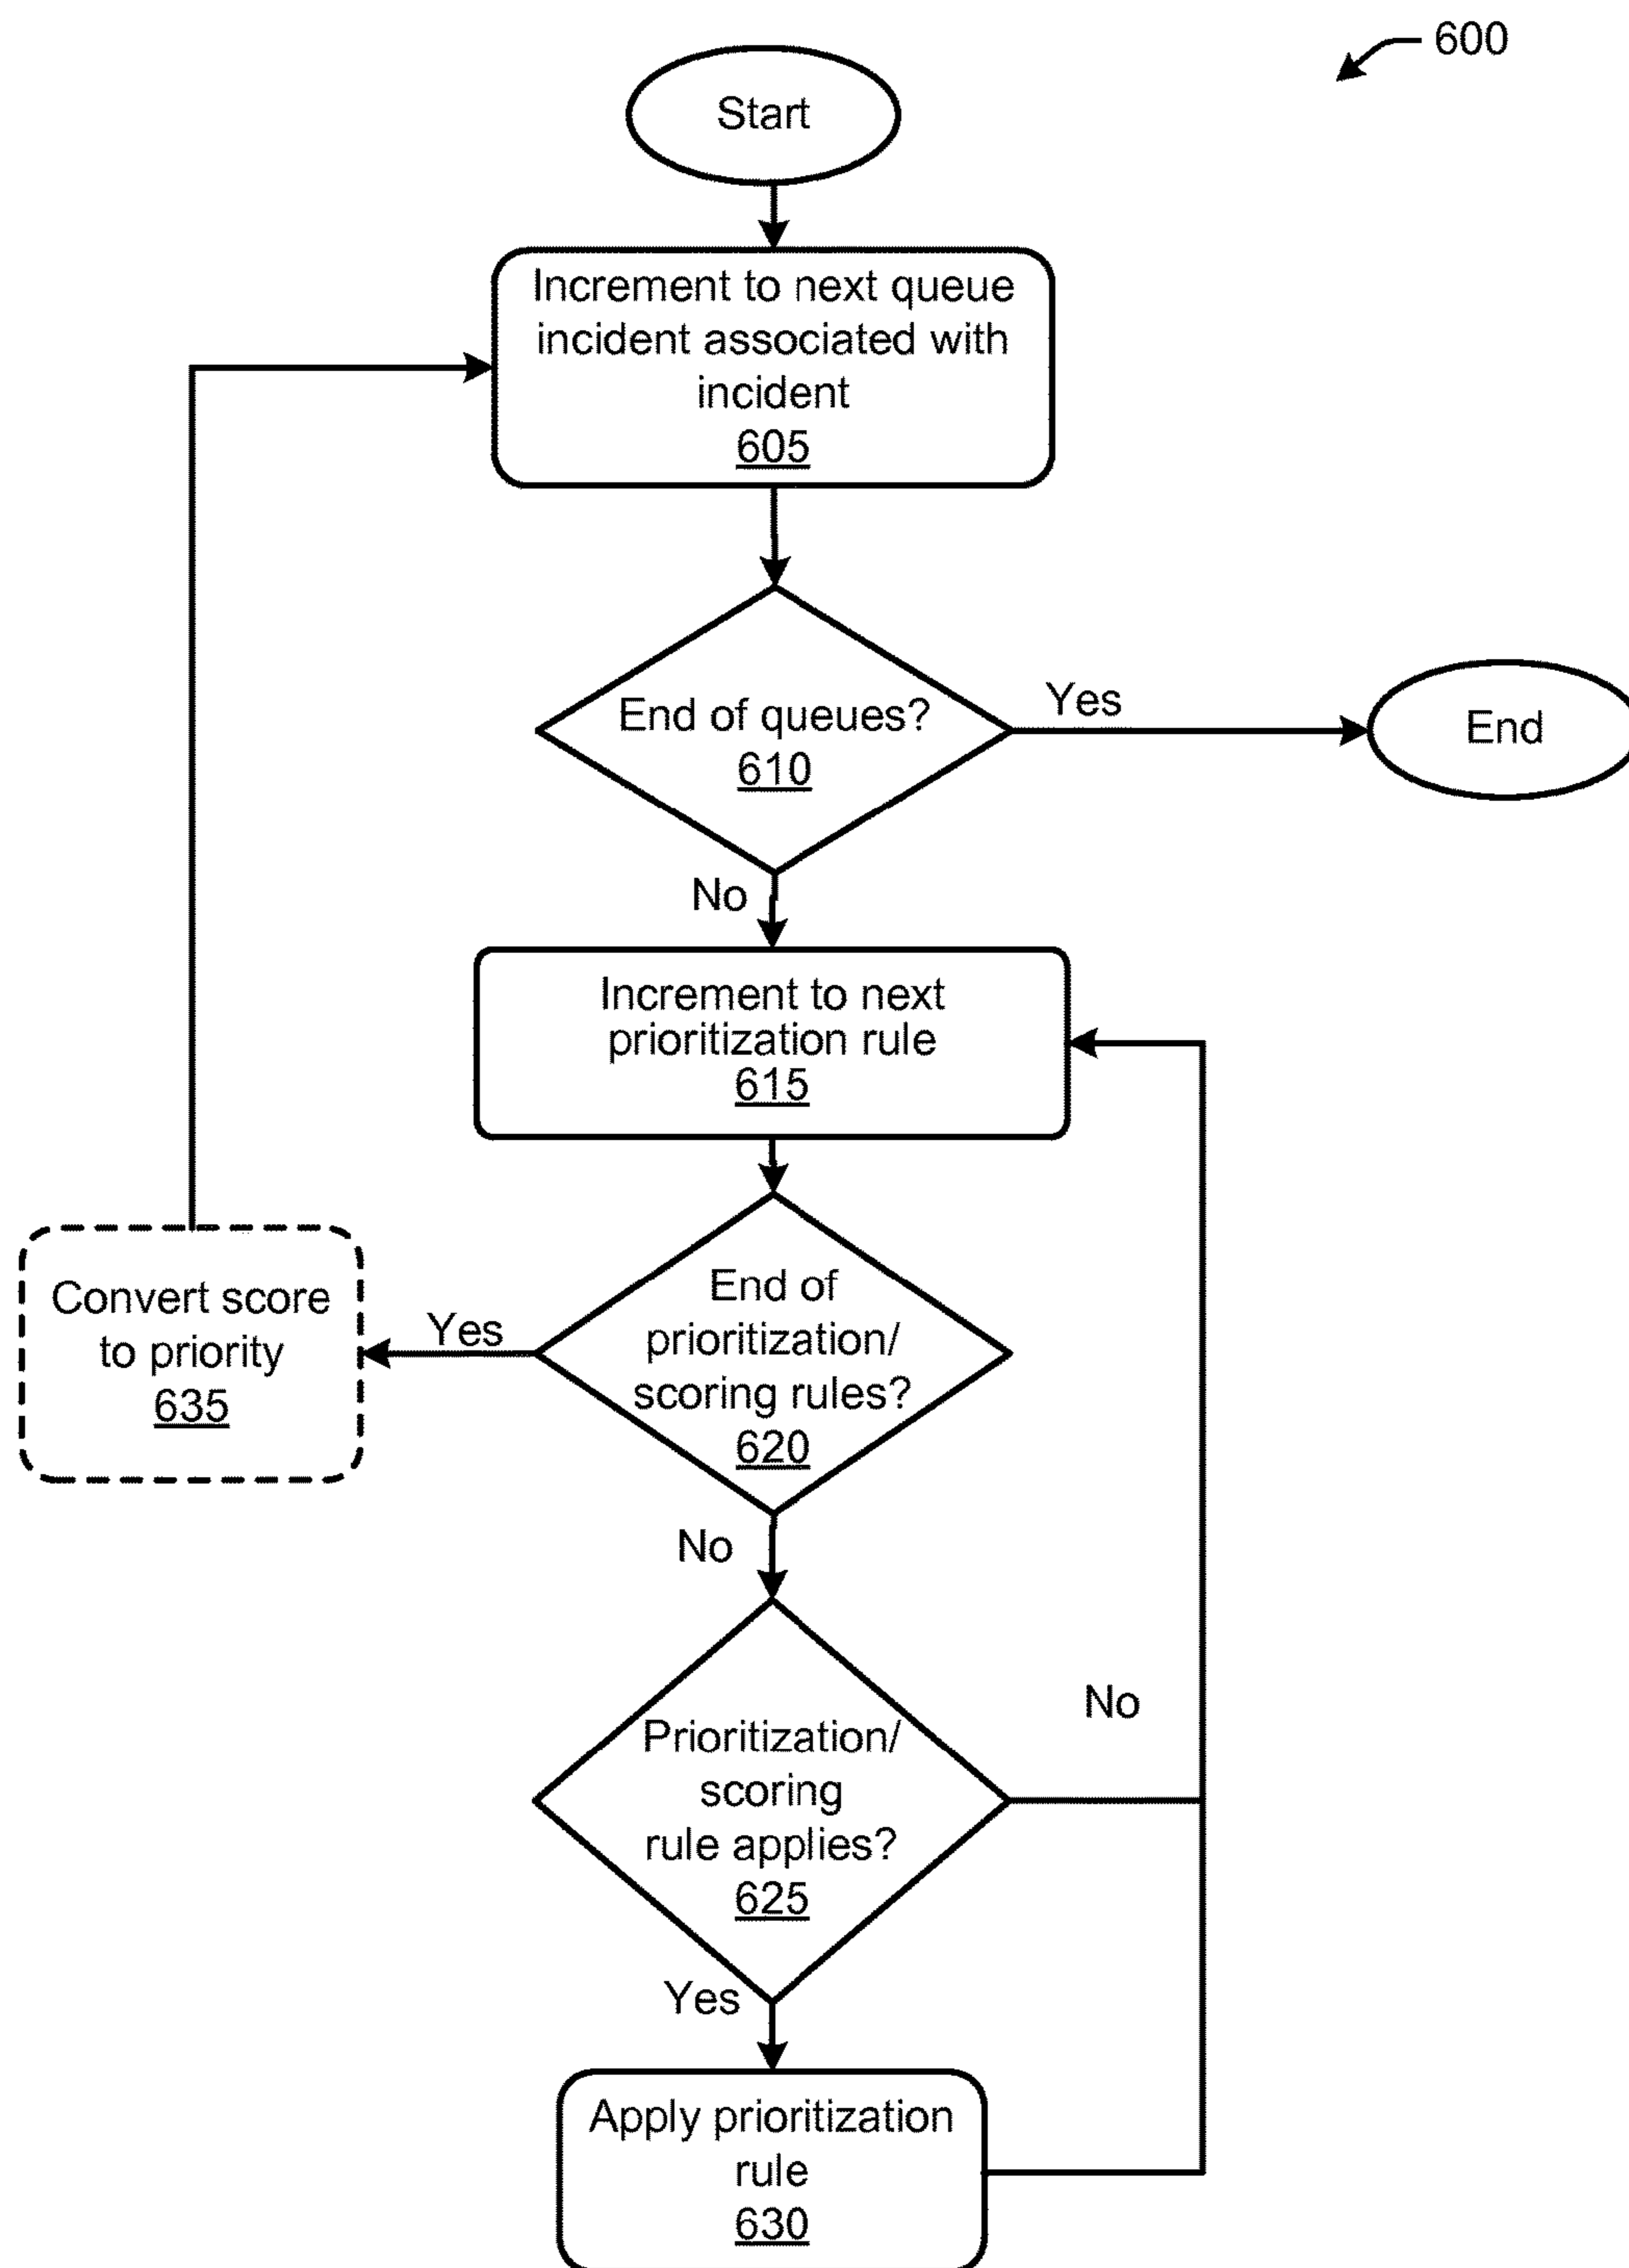 600
Start
Increment to next queue
incident associated with
incident
605
End of queues?
610
Yes
End
No
Increment to next
prioritization rule
615
End of
prioritization/
scoring rules?
620
Yes
Convert score
to priority
635
No
Prioritization/
scoring
rule applies?
625
No
Yes
Apply prioritization
rule
630